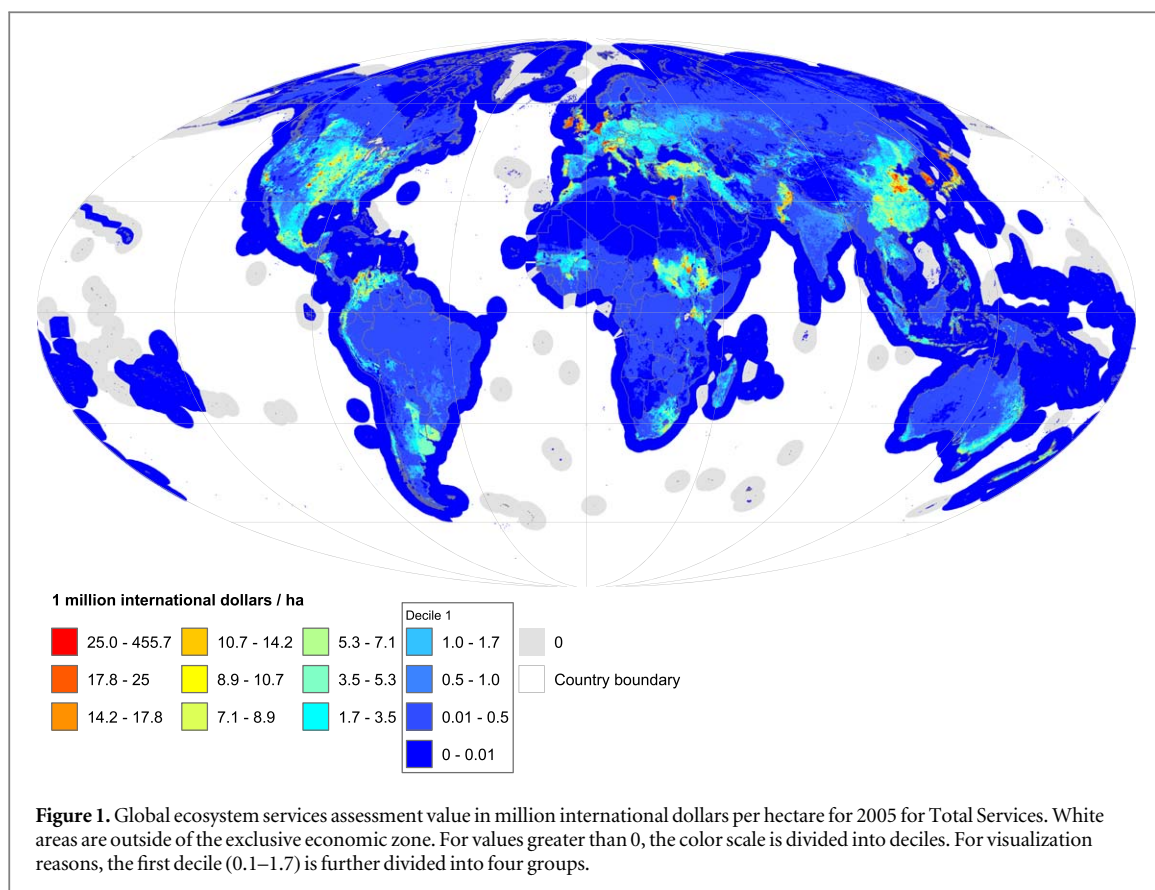 1 million international dollars / ha
25.0 - 455.7
17.8 - 25
14.2 - 17.8
10.7 - 14.2
8.9 - 10.7
7.1 - 8.9
5.3 - 7.1
3.5 - 5.3
1.7 - 3.5
Decile 1
1.0 - 1.7
0.5 - 1.0
0.01 - 0.5
0 - 0.01
0
Country boundary
Figure 1. Global ecosystem services assessment value in million international dollars per hectare for 2005 for Total Services. White
areas are outside of the exclusive economic zone. For values greater than 0, the color scale is divided into deciles. For visualization
reasons, the first decile (0.1–1.7) is further divided into four groups.